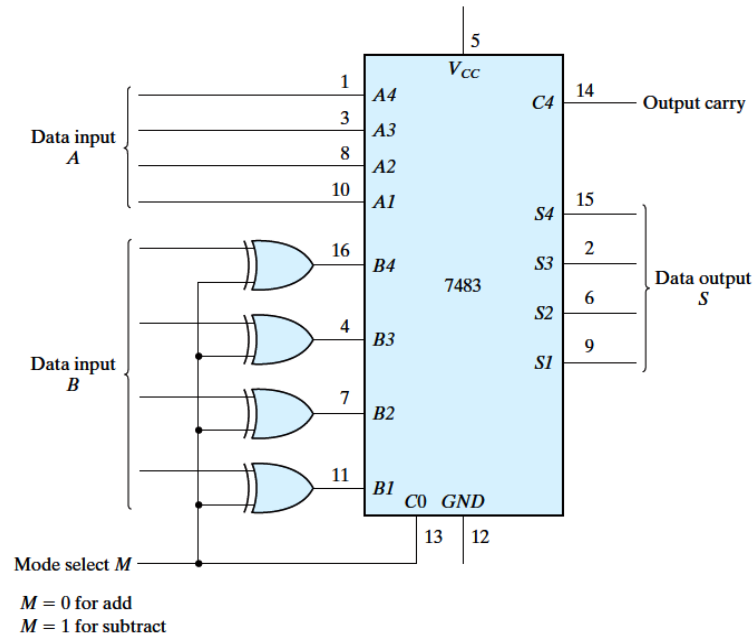 5
V_CC
1
A4
14
C4
Output carry
3
A3
Data input
A
8
A2
10
A1
15
S4
16
B4
2
S3
7483
Data output
S
6
S2
4
B3
9
S1
Data input
B
7
B2
11
B1
C0 GND
13 12
Mode select M
M = 0 for add
M = 1 for subtract